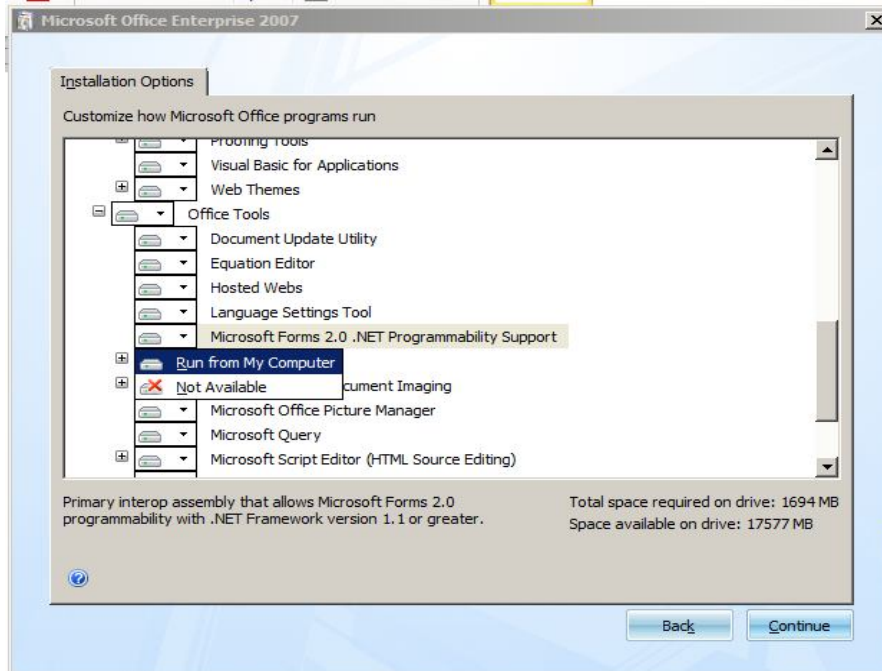 Microsoft Office Enterprise 2007
Installation Options
Customize how Microsoft Office programs run
Proofing Tools
Visual Basic for Applications
Web Themes
Office Tools
Document Update Utility
Equation Editor
Hosted Webs
Language Settings Tool
Microsoft Forms 2.0 .NET Programmability Support
Run from My Computer
Not Available
cument Imaging
Microsoft Office Picture Manager
Microsoft Query
Microsoft Script Editor (HTML Source Editing)
Primary interop assembly that allows Microsoft Forms 2.0
programmability with .NET Framework version 1.1 or greater.
Total space required on drive: 1694 MB
Space available on drive: 17577 MB
Back
Continue